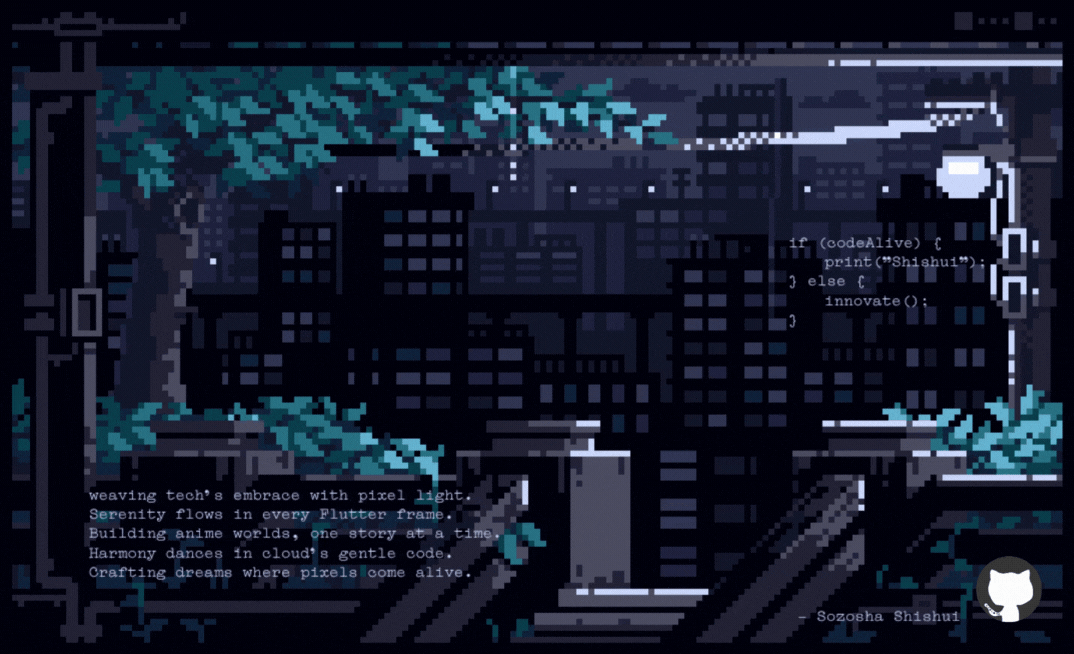 if (codeAlive) {
print("Shishui");
} else {
innovate();
}
weaving tech's embrace with pixel light.
Serenity flows in every Flutter frame.
Building anime worlds, one story at a time.
Harmony dances in cloud's gentle code.
Crafting dreams where pixels come alive.
— Sozosha Shishui